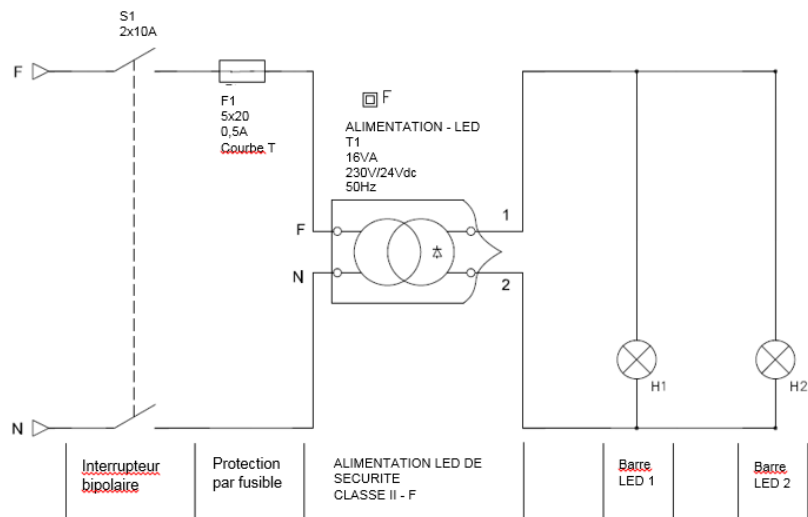 S1
2x10A
F
F1
5x20
0,5A
Courbe T
F
ALIMENTATION - LED
T1
16VA
230V/24Vdc
50Hz
F
N
1
2
H1
H2
N
Interrupteur
bipolaire
Protection
par fusible
ALIMENTATION LED DE
SECURITE
CLASSE II - F
Barre
LED 1
Barre
LED 2